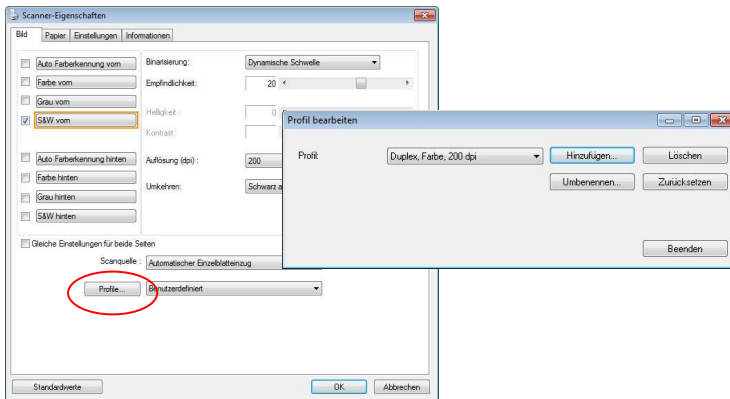 Scanner-Eigenschaften
Bild Papier Einstellungen Informationen
Auto Farberkennung vorn
Farbe vorn
Grau vorn
S&W vorn
Auto Farberkennung hinten
Farbe hinten
Grau hinten
S&W hinten
Binarisierung: Dynamische Schwelle
Empfindlichkeit: 20
Helligkeit : 0
Kontrast :
Auflösung (dpi) : 200
Umkehren: Schwarz a
Gleiche Einstellungen für beide Seiten
Scanquelle : Automatischer Einzelblatteinzug
Profile... Benutzerdefiniert
Standardwerte OK Abbrechen
Profil bearbeiten
Profil: Duplex, Farbe, 200 dpi Hinzufügen... Löschen
Umbenennen... Zurücksetzen
Beenden